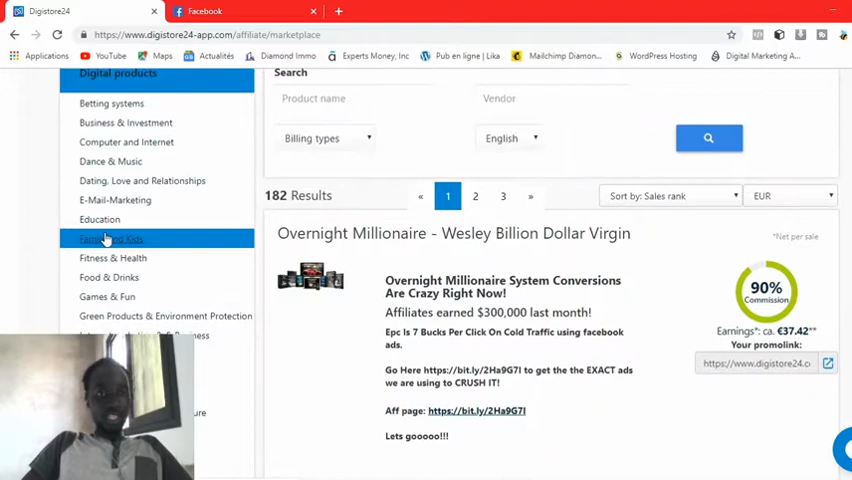 Digistore24
Facebook
https://www.digistore24-app.com/affiliate/marketplace
Applications
YouTube
Maps
Actualités
Diamond Immo
Experts Money, Inc
Pub en ligne | Lika
Mailchimp Diamon...
WordPress Hosting
Digital Marketing A...
Digital products
Betting systems
Business & Investment
Computer and Internet
Dance & Music
Dating, Love and Relationships
E-Mail-Marketing
Education
Family and Kids
Fitness & Health
Food & Drinks
Games & Fun
Green Products & Environment Protection
Search
Product name
Vendor
Billing types
English
182 Results
« 1 2 3 »
Sort by: Sales rank
EUR
Overnight Millionaire - Wesley Billion Dollar Virgin
*Net per sale
Overnight Millionaire System Conversions
Are Crazy Right Now!
Affiliates earned $300,000 last month!
Epc Is 7 Bucks Per Click On Cold Traffic using facebook
ads.
Go Here https://bit.ly/2Ha9G7I to get the the EXACT ads
we are using to CRUSH IT!
Aff page: https://bit.ly/2Ha9G7I
Lets gooooo!!!
90%
Commission
Earnings*: ca. €37.42**
Your promolink:
https://www.digistore24.c